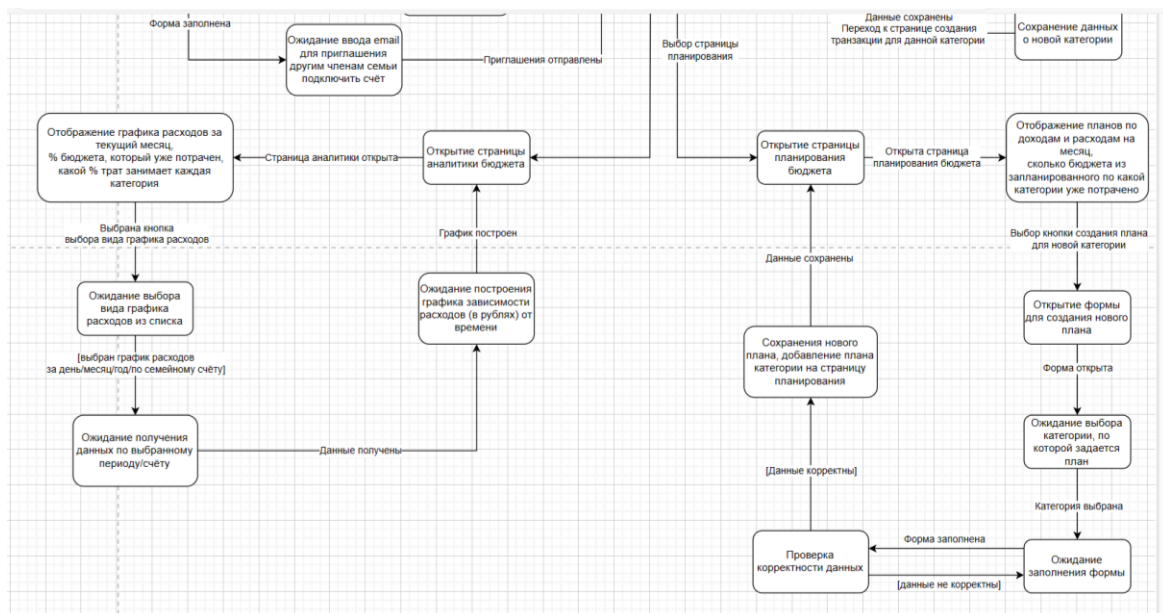 Форма заполнена
Ожидание ввода email
для приглашения
другим членам семьи
подключить счёт
Приглашения отправлены
Выбор страницы
планирования
Данные сохранены
Переход к странице создания
транзакции для данной категории
Сохранение данных
о новой категории
Отображение графика расходов за
текущий месяц,
% бюджета, который уже потрачен,
какой % трат занимает каждая
категория
Страница аналитики открыта
Открытие страницы
аналитики бюджета
Открытие страницы
планирования
бюджета
Открыта страница
планирования бюджета
Отображение планов по
доходам и расходам на
месяц,
сколько бюджета из
запланированного по какой
категории уже потрачено
Выбрана кнопка
выбора вида графика расходов
График построен
Данные сохранены
Выбор кнопки создания плана
для новой категории
Ожидание выбора
вида графика
расходов из списка
Ожидание построения
графика зависимости
расходов (в рублях) от
времени
Открытие формы
для создания нового
плана
[выбран график расходов
за день/месяц/год/по семейному счёту]
Сохранения нового
плана, добавление плана
категории на страницу
планирования
Форма открыта
Ожидание получения
данных по выбранному
периоду/счёту
Данные получены
[Данные корректны]
Ожидание выбора
категории, по
которой задается
план
Категория выбрана
Проверка
корректности данных
Форма заполнена
[данные не корректны]
Ожидание
заполнения формы